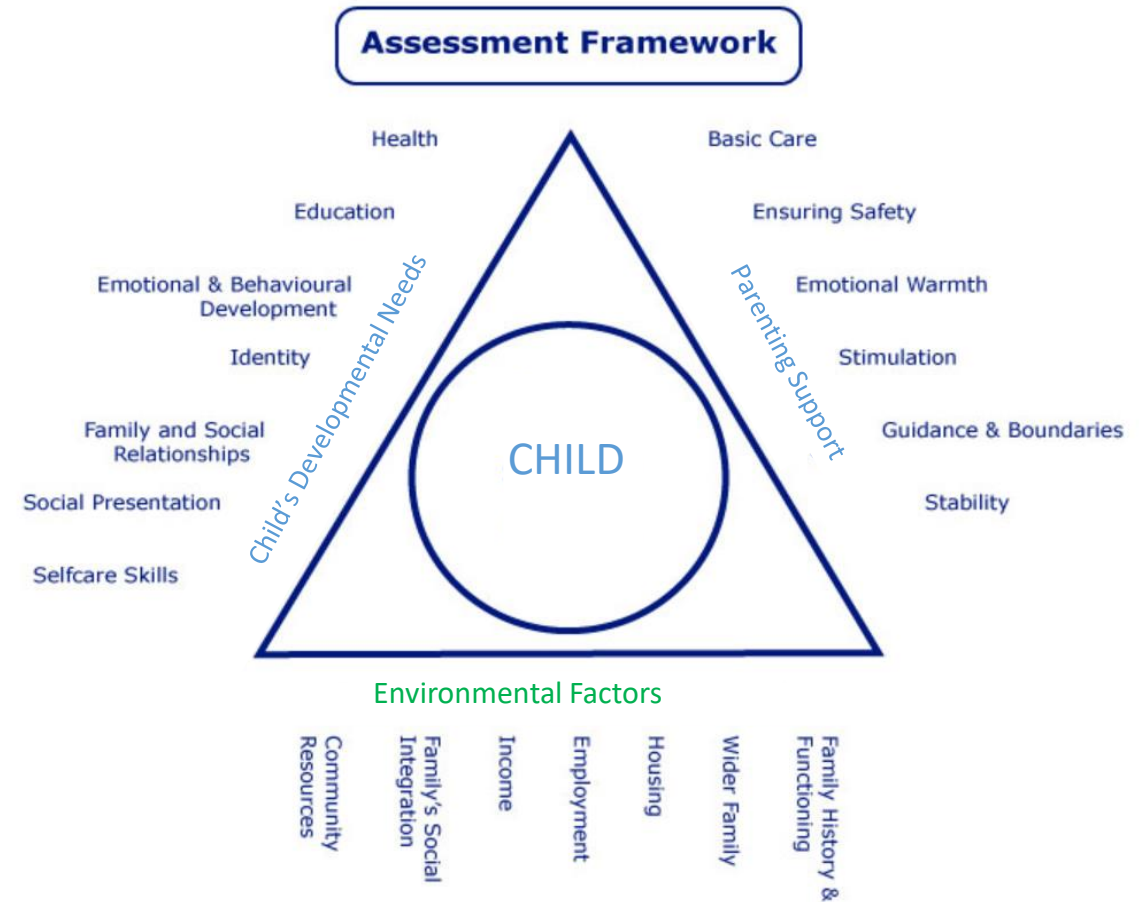 Assessment Framework
Health
Education
Emotional & Behavioural
Development
Identity
Family and Social
Relationships
Social Presentation
Selfcare Skills
Child's Developmental Needs
CHILD
Parenting Support
Basic Care
Ensuring Safety
Emotional Warmth
Stimulation
Guidance & Boundaries
Stability
Environmental Factors
Community
Resources
Family's Social
Integration
Income
Employment
Housing
Wider Family
Family History &
Functioning